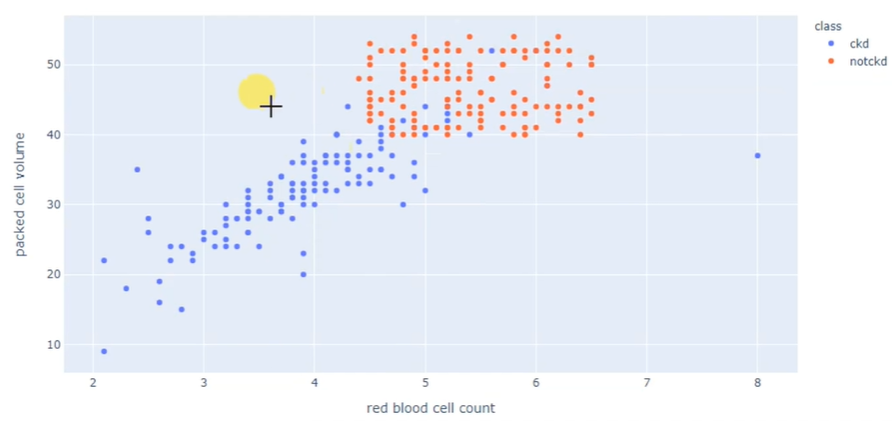 class
ckd
notckd
50
40
30
20
10
packed cell volume
2 3 4 5 6 7 8
red blood cell count